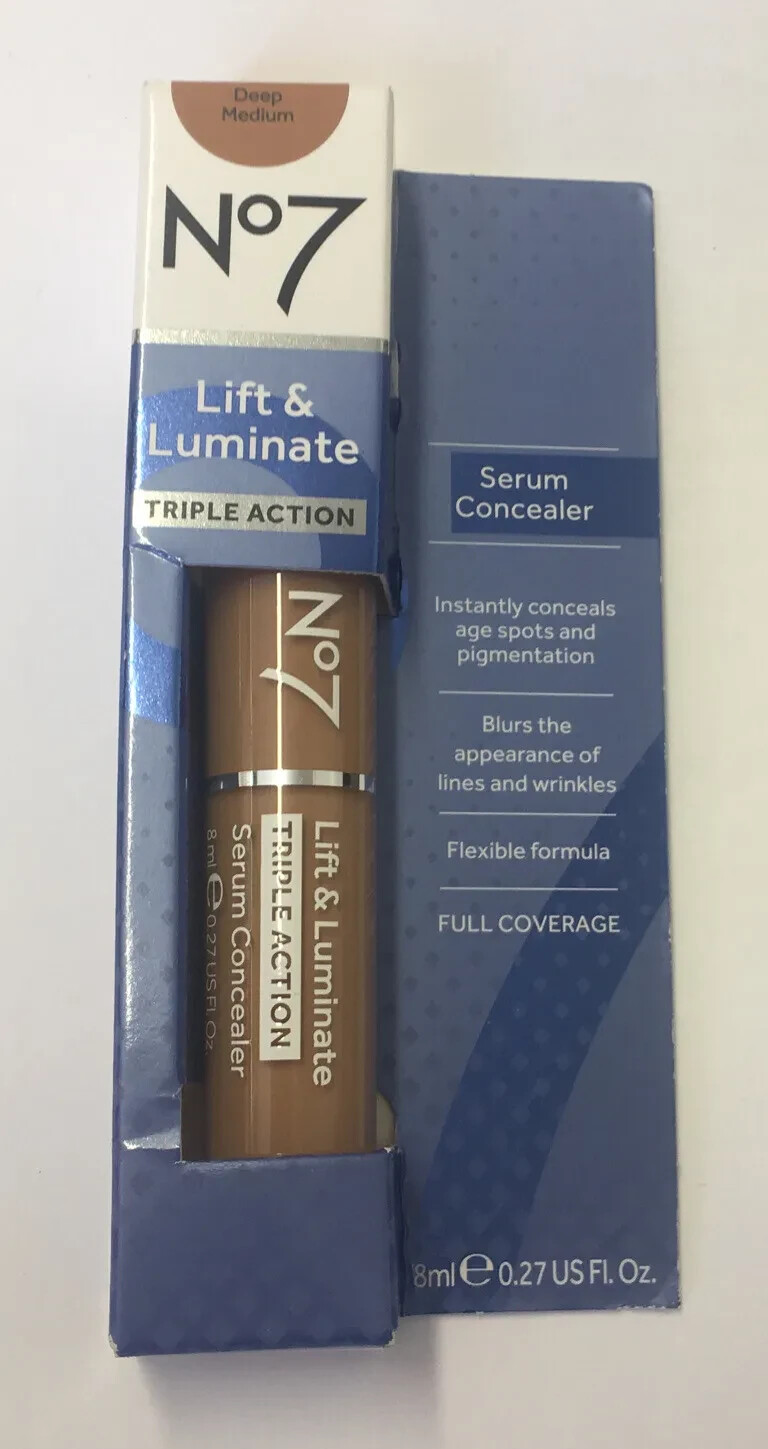 Deep
Medium
No7
Lift &
Luminate
TRIPLE ACTION
No7
Lift & Luminate
TRIPLE ACTION
Serum Concealer
8 ml e 0.27 US Fl. Oz.
Serum
Concealer
Instantly conceals
age spots and
pigmentation
Blurs the
appearance of
lines and wrinkles
Flexible formula
FULL COVERAGE
8ml e 0.27 US Fl. Oz.